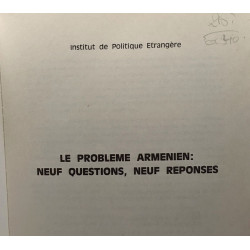 Institut de Politique Etrangère
LE PROBLEME ARMENIEN:
NEUF QUESTIONS, NEUF REPONSES